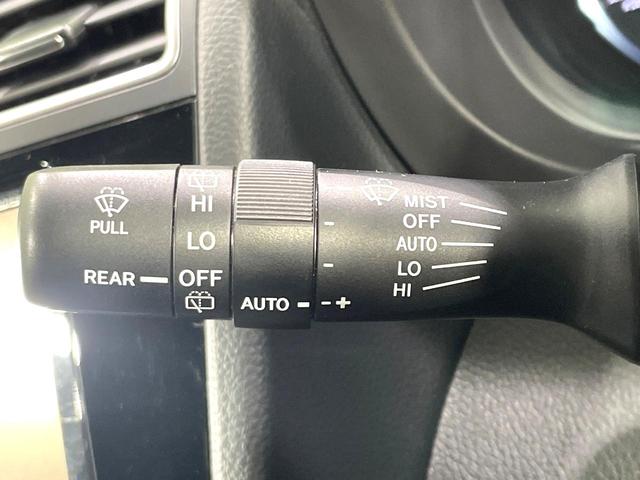 PULL
REAR
HI
LO
OFF
AUTO
- +
MIST
OFF
AUTO
LO
HI